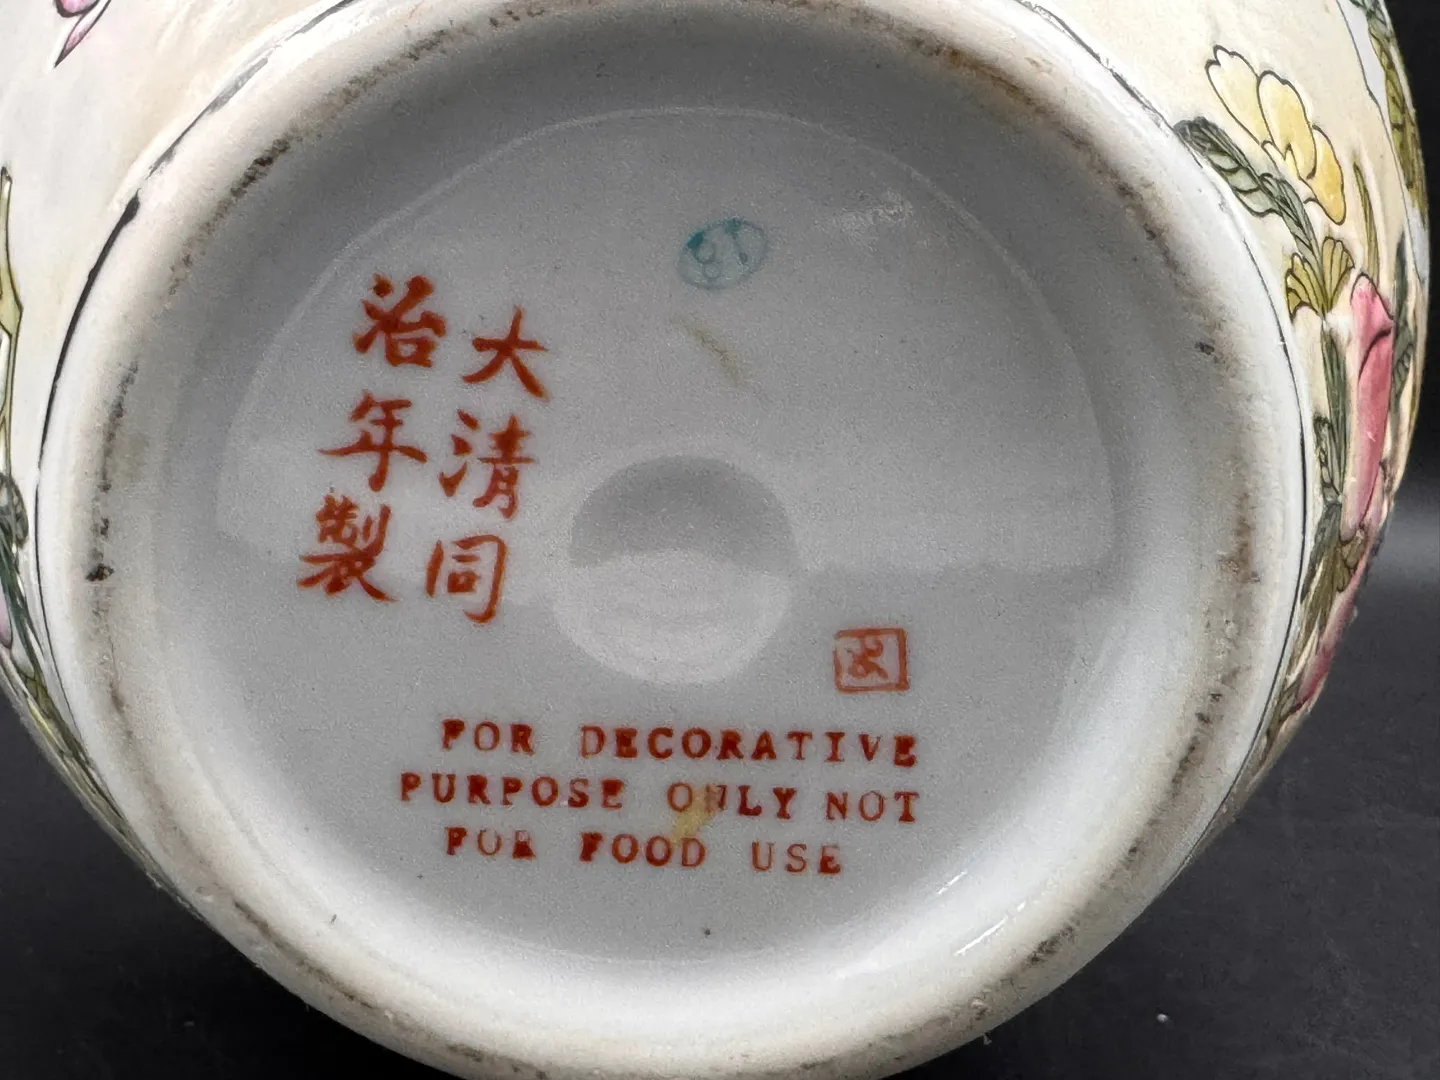 大清同
治年製
FOR DECORATIVE
PURPOSE ONLY NOT
FOR FOOD USE